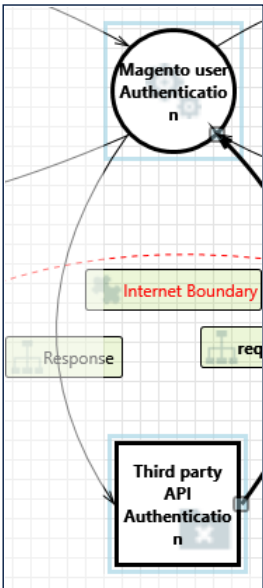 Magento user
Authenticatio
n
Internet Boundary
Response
req
Third party
API
Authenticatio
n